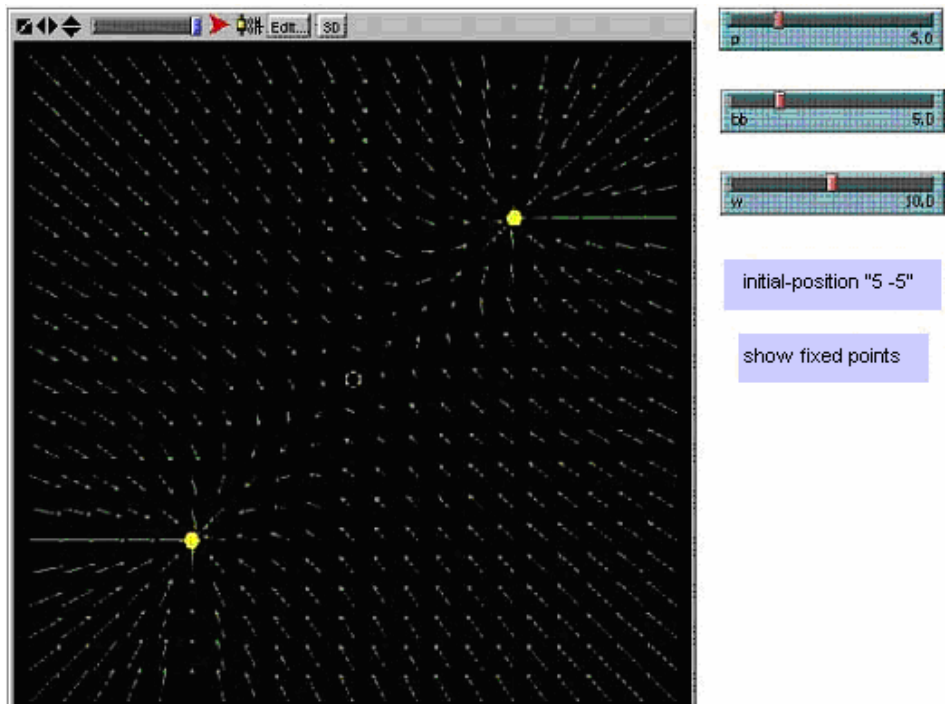 Edit... 3D
p 5.0
bb 5.0
w 10.0
initial-position "5 -5"
show fixed points